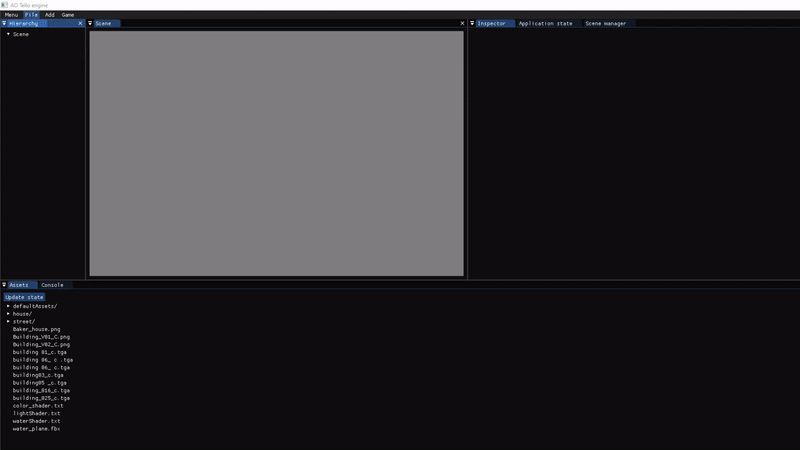 AD Tello engine
Menu File Add Game
Hierarchy
Scene
Inspector Application state Scene manager
Scene
Assets Console
Update state
defaultAssets/
house/
street/
Baker_house.png
Building_V01_C.png
Building_V02_C.png
building 01_c.tga
building 06_ c .tga
building 06_ c.tga
building03_c.tga
building05 _c.tga
building_016_c.tga
building_025_c.tga
color_shader.txt
lightShader.txt
waterShader.txt
water_plane.fbx